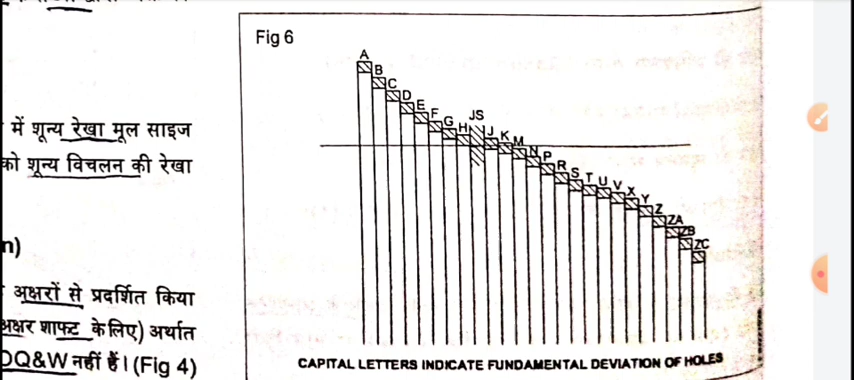 में शून्य रेखा मूल साइज
को शून्य विचलन की रेखा
n)
अक्षरों से प्रदर्शित किया
अक्षर शाफ्ट के लिए) अर्थात
OQ&W नहीं हैं। (Fig 4)
Fig 6
A
B
C
D
E
F
G
H
JS
J
K
M
N
P
R
S
T
U
V
X
Y
Z
ZA
ZB
ZC
CAPITAL LETTERS INDICATE FUNDAMENTAL DEVIATION OF HOLES